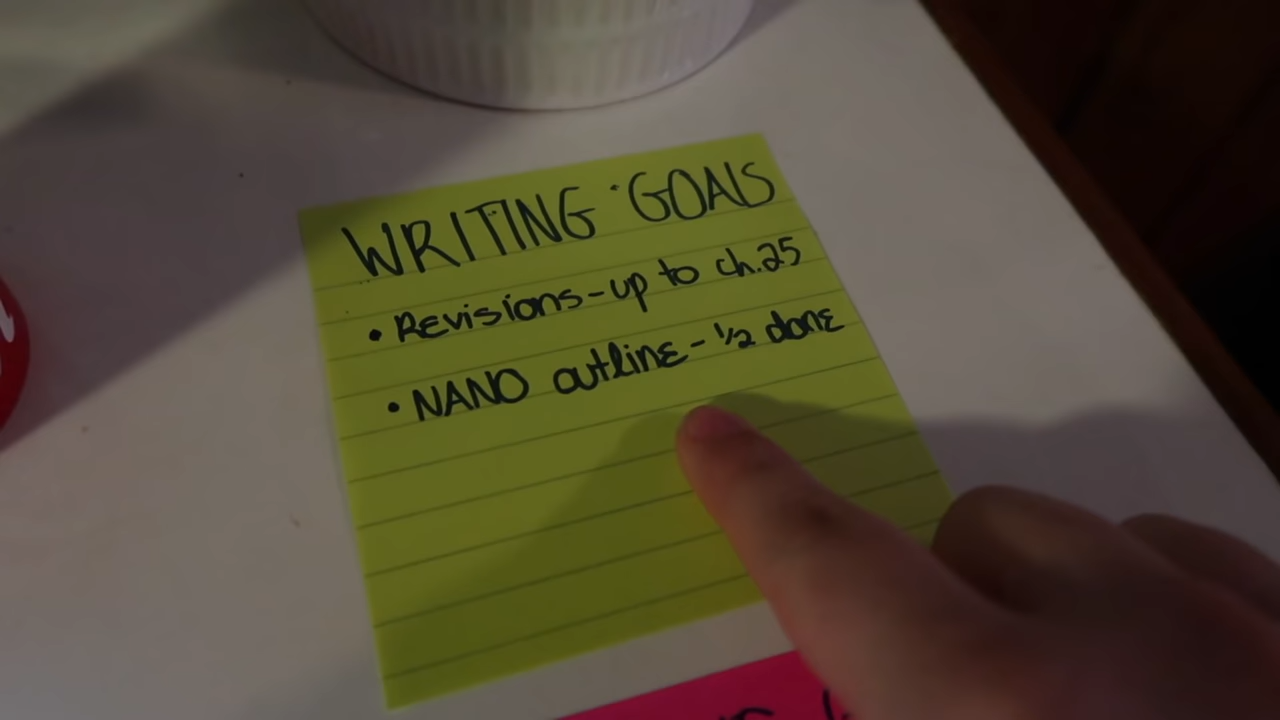 WRITING GOALS
• Revisions - up to ch. 25
• NANO outline - 1/2 done